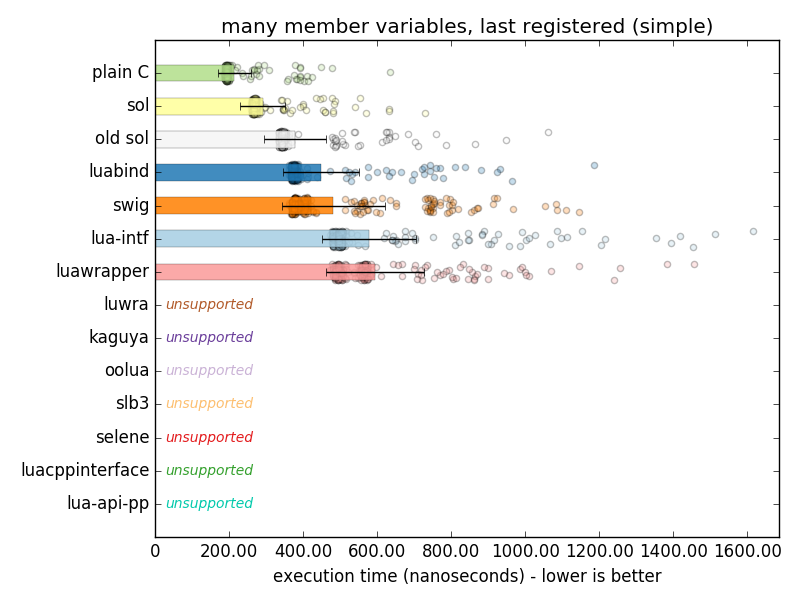 many member variables, last registered (simple)
plain C
sol
old sol
luabind
swig
lua-intf
luawrapper
luwra unsupported
kaguya unsupported
oolua unsupported
slb3 unsupported
selene unsupported
luacppinterface unsupported
lua-api-pp unsupported
0 200.00 400.00 600.00 800.00 1000.00 1200.00 1400.00 1600.00
execution time (nanoseconds) - lower is better